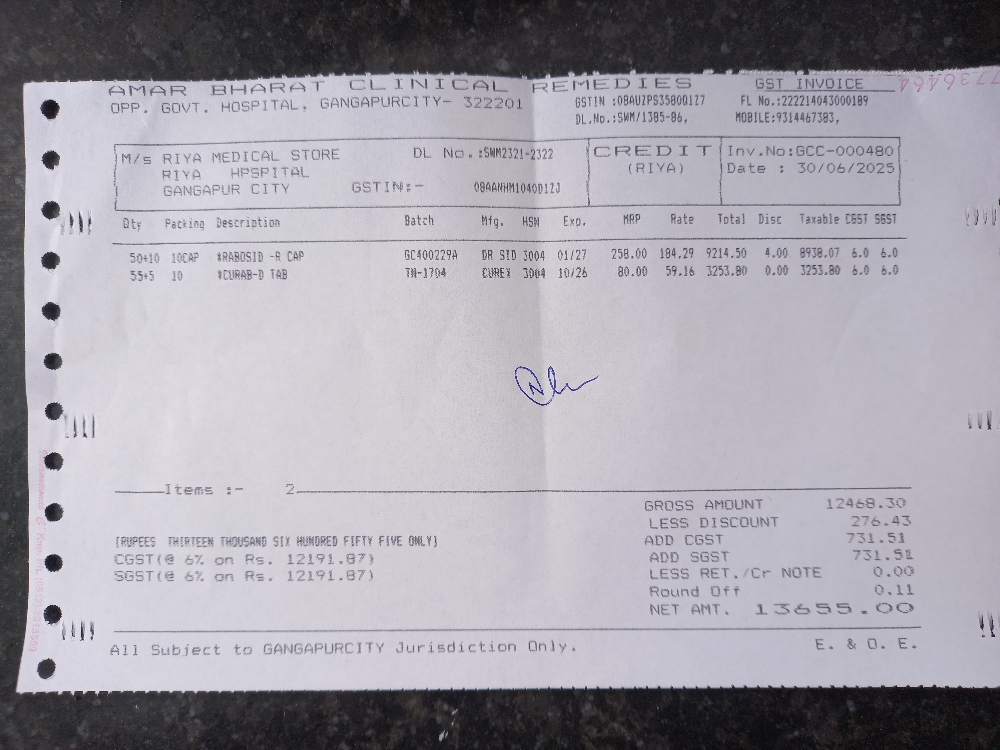 AMAR BHARAT CLINICAL REMEDIES
OPP. GOVT. HOSPITAL, GANGAPURCITY- 322201
GST INVOICE
GSTIN :08AUZPS3580Q1Z7 FL No.:222214043000189
DL.No.:SWM/1385-86, MOBILE:9314467383,
M/s RIYA MEDICAL STORE DL No.:SWM2321-2322
RIYA HPSPITAL
GANGAPUR CITY GSTIN:- 08AANHM1040D1ZJ
CREDIT
(RIYA)
Inv.No:GCC-000480
Date : 30/06/2025
Qty Packing Description Batch Mfg. HSN Exp. MRP Rate Total Disc Taxable CGST SGST
50+10 10CAP *RABOSID -R CAP GC400229A DR SID 3004 01/27 258.00 184.29 9214.50 4.00 8938.07 6.0 6.0
55+5 10 *CURAB-D TAB TN-1704 CUREX 3004 10/26 80.00 59.16 3253.80 0.00 3253.80 6.0 6.0
Items :- 2
[RUPEES THIRTEEN THOUSAND SIX HUNDRED FIFTY FIVE ONLY]
CGST(@ 6% on Rs. 12191.87)
SGST(@ 6% on Rs. 12191.87)
GROSS AMOUNT 12468.30
LESS DISCOUNT 276.43
ADD CGST 731.51
ADD SGST 731.51
LESS RET./Cr NOTE 0.00
Round Off 0.11
NET AMT. 13655.00
All Subject to GANGAPURCITY Jurisdiction Only.
E. & O. E.